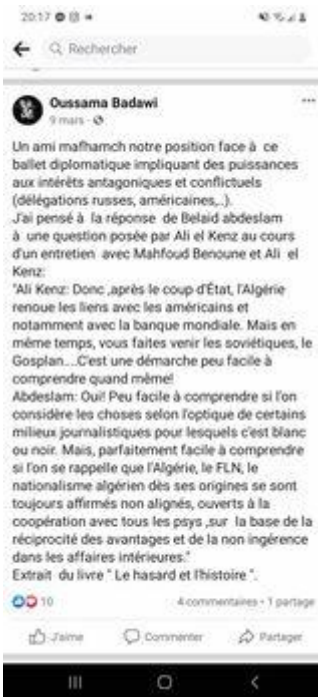 20:17
Rechercher
Oussama Badawi
9 mars
Un ami mafhamch notre position face à ce
ballet diplomatique impliquant des puissances
aux intérêts antagoniques et conflictuels
(délégations russes, américaines,..).
J'ai pensé à la réponse de Belaid abdeslam
à une question posée par Ali el Kenz au cours
d'un entretien avec Mahfoud Benoune et Ali el
Kenz:
"Ali Kenz: Donc ,après le coup d'État, l'Algérie
renoue les liens avec les américains et
notamment avec la banque mondiale. Mais en
même temps, vous faites venir les soviétiques, le
Gosplan....C'est une démarche peu facile à
comprendre quand même!
Abdeslam: Oui! Peu facile à comprendre si l'on
considère les choses selon l'optique de certains
milieux journalistiques pour lesquels c'est blanc
ou noir. Mais, parfaitement facile à comprendre
si l'on se rappelle que l'Algérie, le FLN, le
nationalisme algérien dès ses origines se sont
toujours affirmés non alignés, ouverts à la
coopération avec tous les psys ,sur la base de la
réciprocité des avantages et de la non ingérence
dans les affaires intérieures."
Extrait du livre " Le hasard et l'histoire ".
10
4 commentaires • 1 partage
J'aime
Commenter
Partager